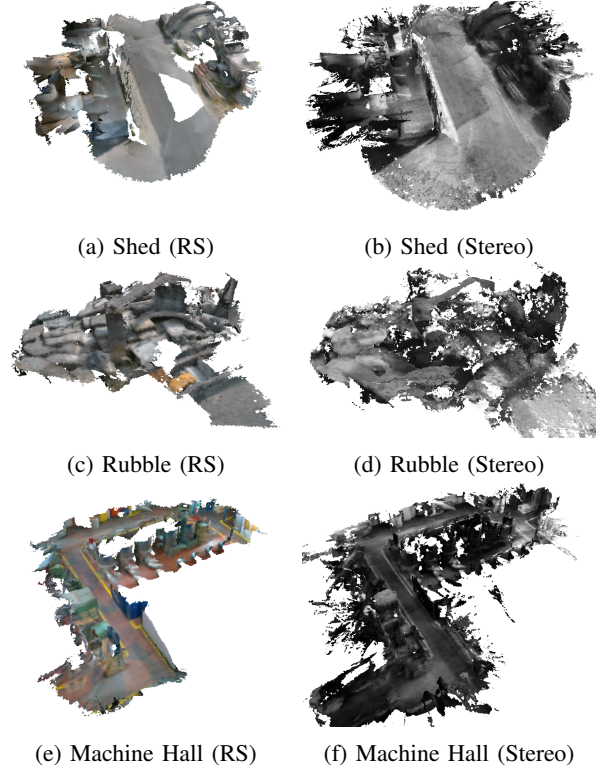 (a) Shed (RS)
(b) Shed (Stereo)
(c) Rubble (RS)
(d) Rubble (Stereo)
(e) Machine Hall (RS)
(f) Machine Hall (Stereo)